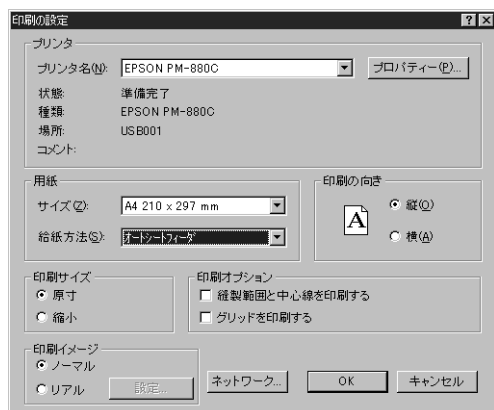 印刷の設定
プリンタ
プリンタ名(N): EPSON PM-880C プロパティー(P)...
状態: 準備完了
種類: EPSON PM-880C
場所: USB001
コメント:
用紙
サイズ(Z): A4 210 x 297 mm
給紙方法(S): オートシートフィーダ
印刷の向き
A
縦(O)
横(A)
印刷サイズ
原寸
縮小
印刷オプション
縫製範囲と中心線を印刷する
グリッドを印刷する
印刷イメージ
ノーマル
リアル 設定...
ネットワーク... OK キャンセル